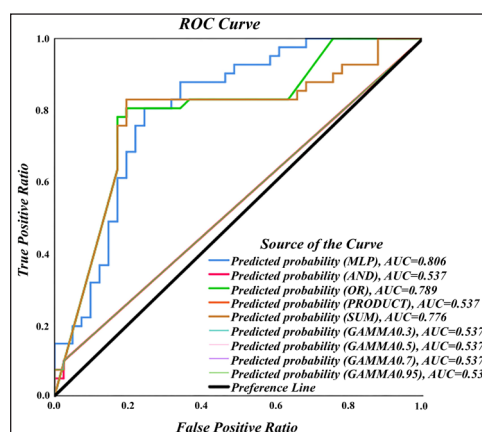 ROC Curve
True Positive Ratio
1.0
0.8
0.6
0.4
0.2
0.0
Source of the Curve
Predicted probability (MLP), AUC=0.806
Predicted probability (AND), AUC=0.537
Predicted probability (OR), AUC=0.789
Predicted probability (PRODUCT), AUC=0.537
Predicted probability (SUM), AUC=0.776
Predicted probability (GAMMA0.3), AUC=0.537
Predicted probability (GAMMA0.5), AUC=0.537
Predicted probability (GAMMA0.7), AUC=0.537
Predicted probability (GAMMA0.95), AUC=0.53
Preference Line
0.0 0.2 0.4 0.6 0.8 1.0
False Positive Ratio